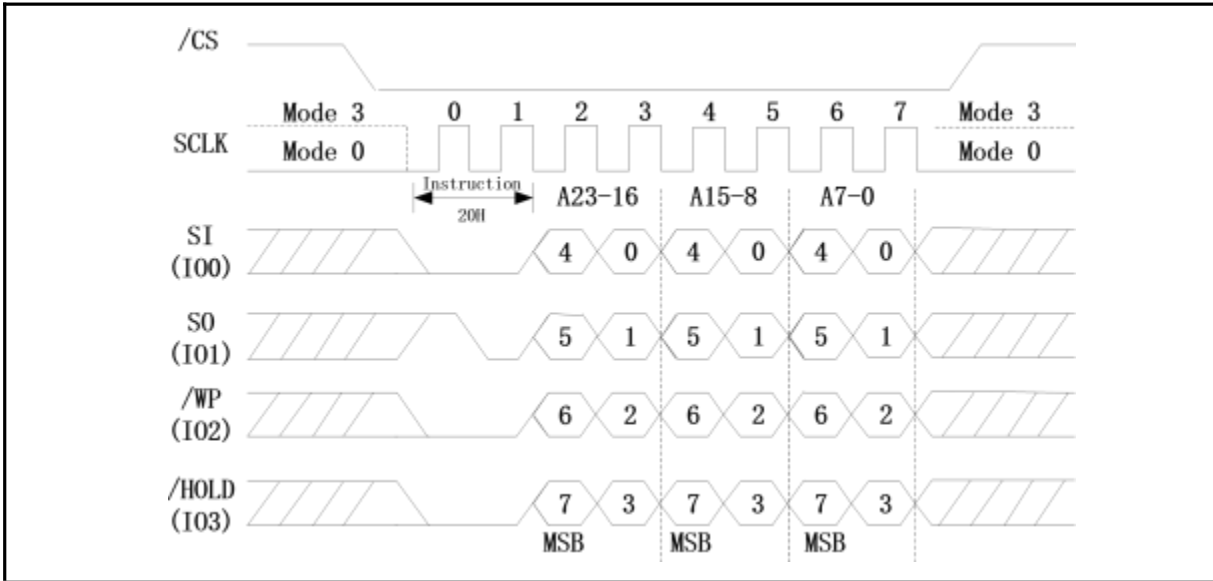 /CS
Mode 3 0 1 2 3 4 5 6 7 Mode 3
SCLK
Mode 0 Mode 0
Instruction
20H
A23-16 A15-8 A7-0
SI
(IO0)
4 0 4 0 4 0
SO
(IO1)
5 1 5 1 5 1
/WP
(IO2)
6 2 6 2 6 2
/HOLD
(IO3)
7 3 7 3 7 3
MSB MSB MSB